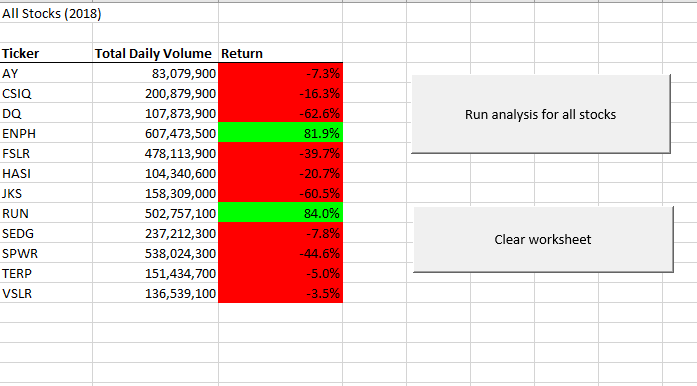 All Stocks (2018)
Ticker Total Daily Volume Return
AY 83,079,900 -7.3%
CSIQ 200,879,900 -16.3%
DQ 107,873,900 -62.6%
ENPH 607,473,500 81.9%
FSLR 478,113,900 -39.7%
HASI 104,340,600 -20.7%
JKS 158,309,000 -60.5%
RUN 502,757,100 84.0%
SEDG 237,212,300 -7.8%
SPWR 538,024,300 -44.6%
TERP 151,434,700 -5.0%
VSLR 136,539,100 -3.5%
Run analysis for all stocks
Clear worksheet